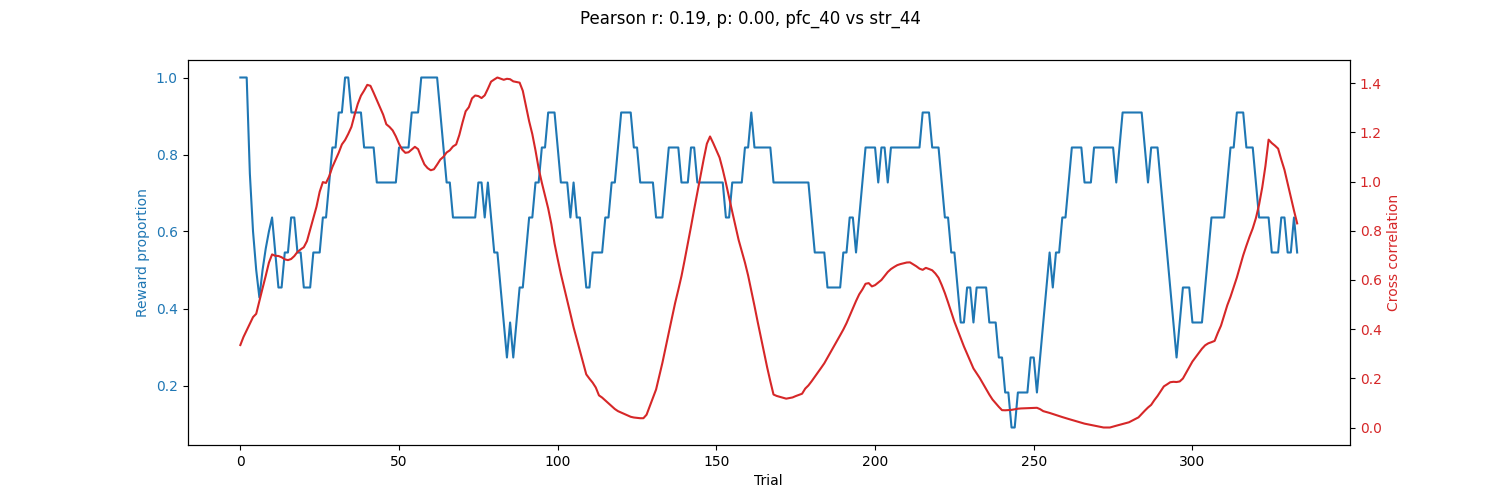 Pearson r: 0.19, p: 0.00, pfc_40 vs str_44
1.0
0.8
0.6
0.4
0.2
Reward proportion
1.4
1.2
1.0
0.8
0.6
0.4
0.2
0.0
Cross correlation
0 50 100 150 200 250 300
Trial